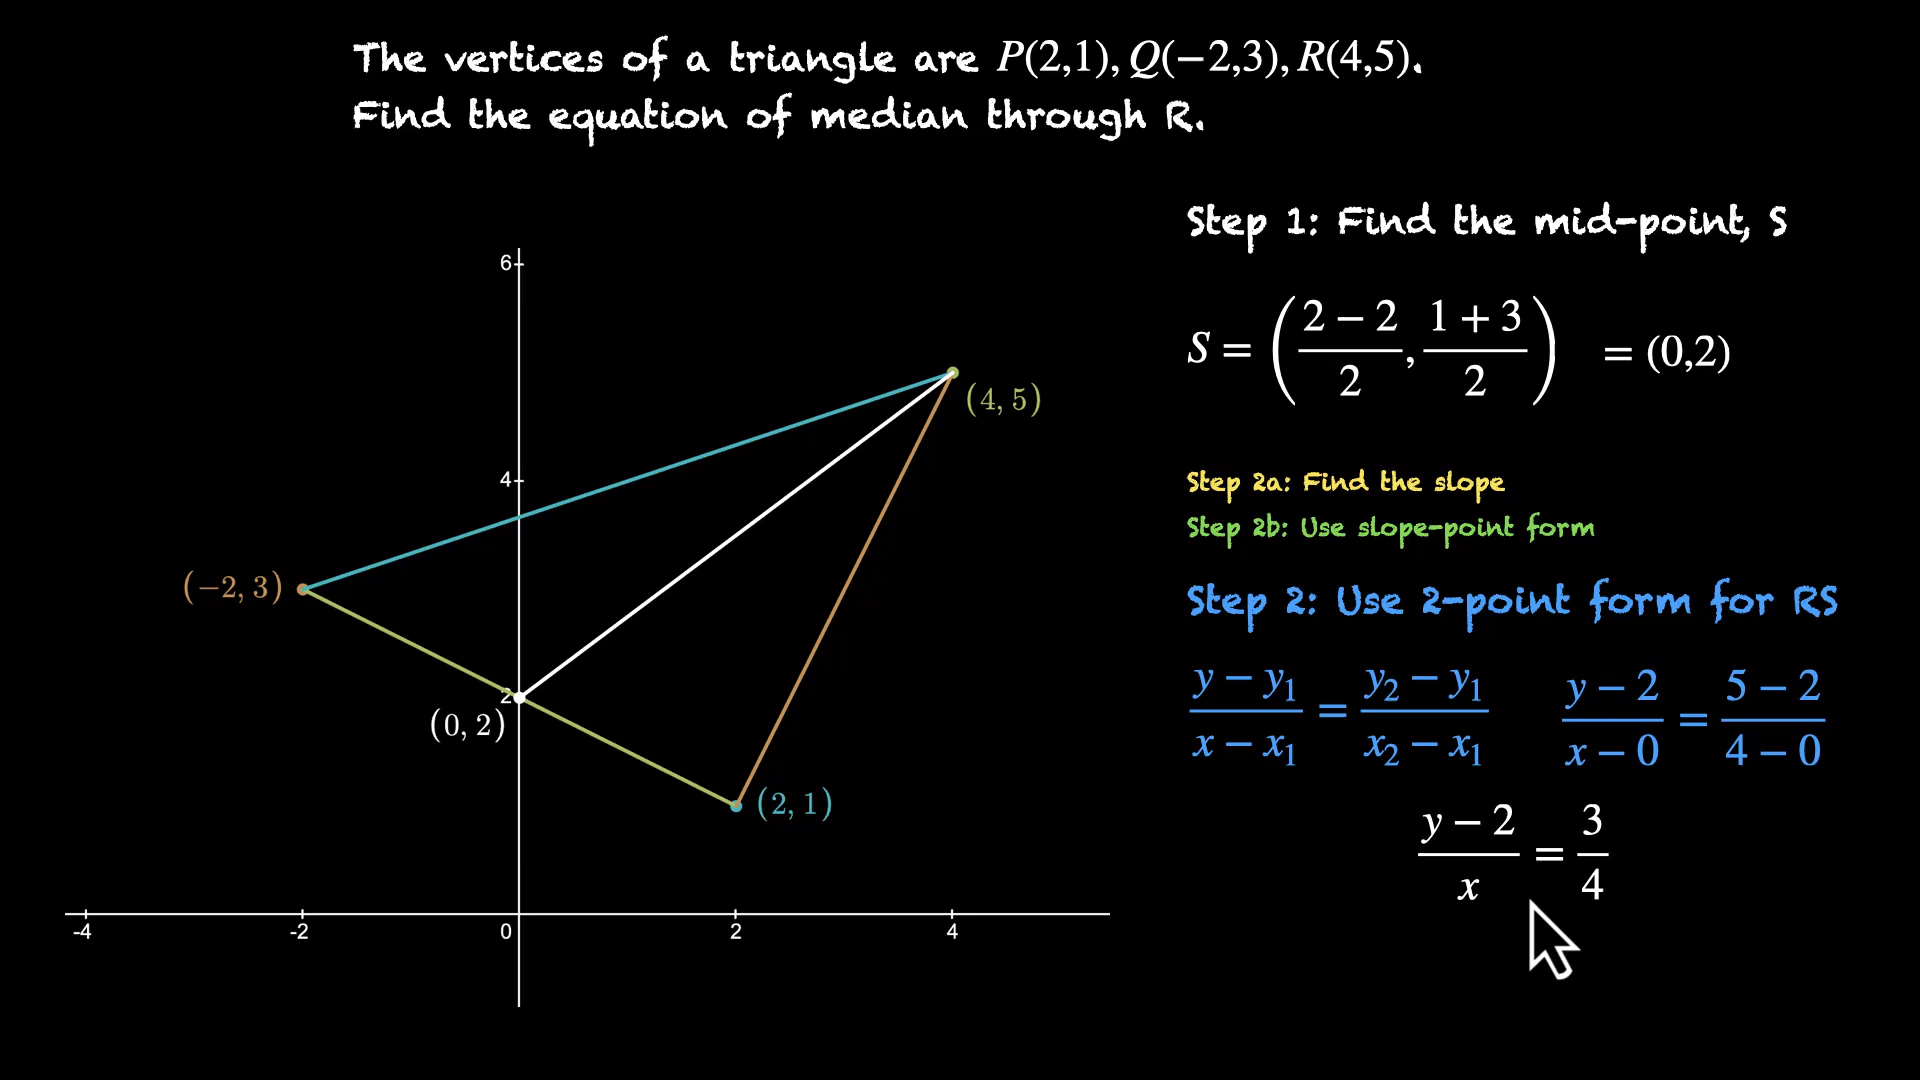 The vertices of a triangle are P(2,1), Q(−2,3), R(4,5).
Find the equation of median through R.
Step 1: Find the mid-point, S
S = ( (2 − 2)/2 , (1 + 3)/2 ) = (0,2)
Step 2a: Find the slope
Step 2b: Use slope-point form
Step 2: Use 2-point form for RS
(y − y₁)/(x − x₁) = (y₂ − y₁)/(x₂ − x₁)
(y − 2)/(x − 0) = (5 − 2)/(4 − 0)
(y − 2)/x = 3/4
6
4
2
(4, 5)
(−2, 3)
(0, 2)
(2, 1)
-4 -2 0 2 4